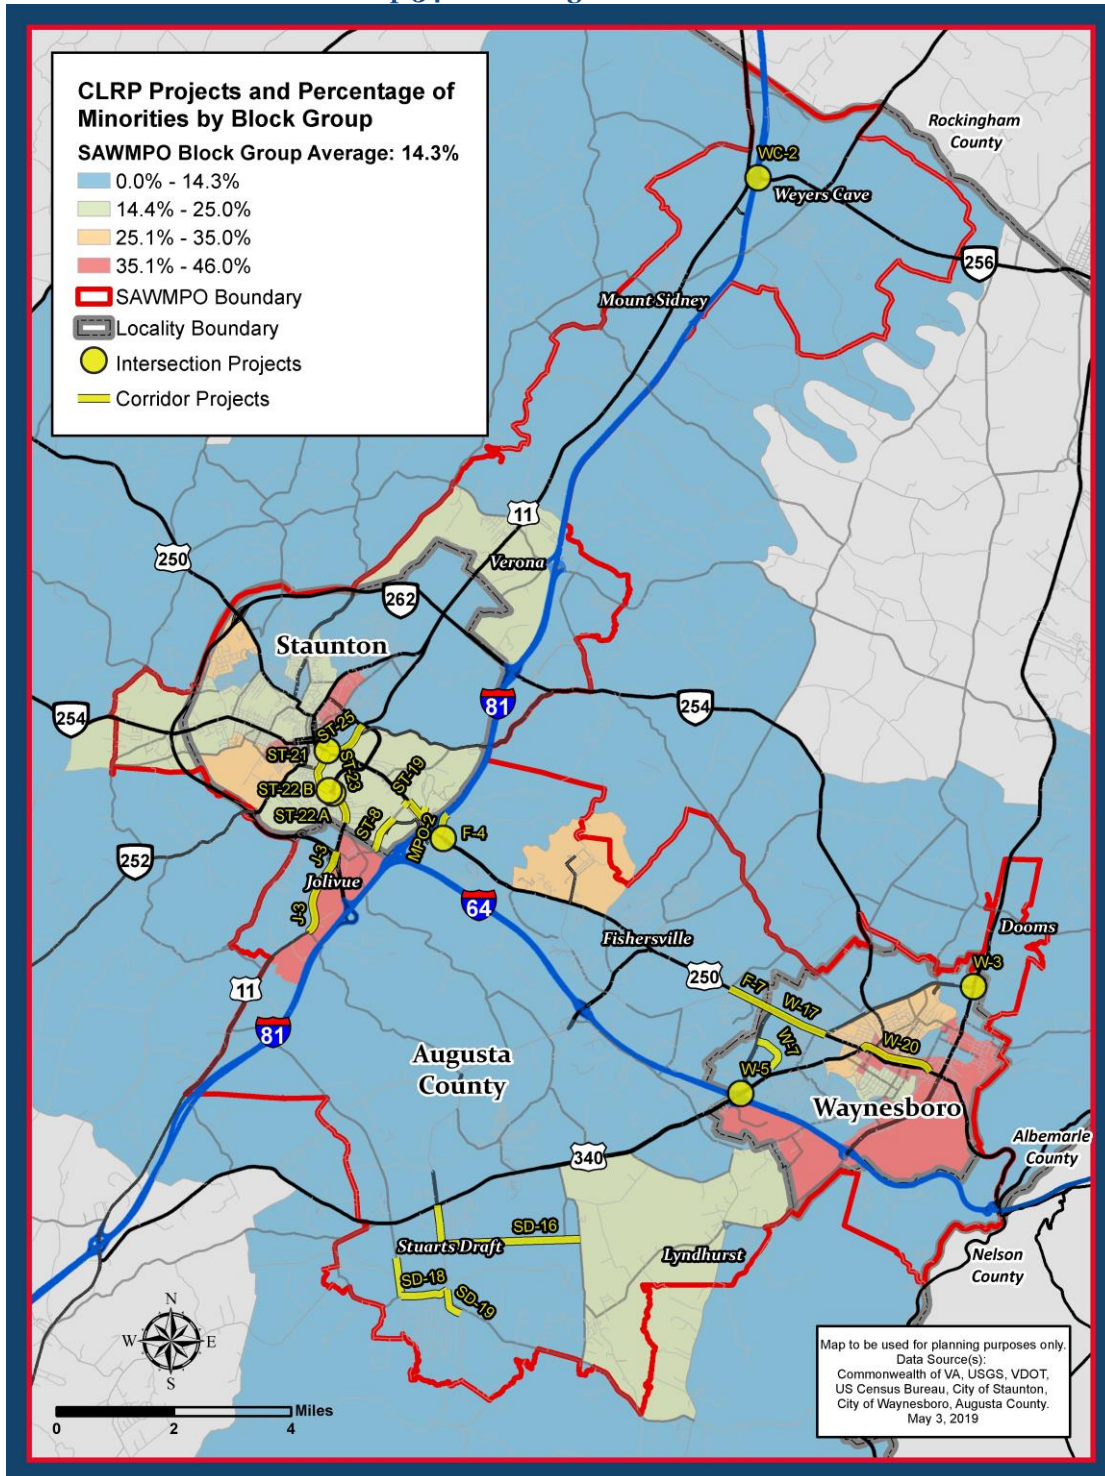 CLRP Projects and Percentage of
Minorities by Block Group
SAWMPO Block Group Average: 14.3%
0.0% - 14.3%
14.4% - 25.0%
25.1% - 35.0%
35.1% - 46.0%
SAWMPO Boundary
Locality Boundary
Intersection Projects
Corridor Projects
Rockingham
County
WC-2
Weyers Cave
256
Mount Sidney
11
250
Verona
262
Staunton
81
254
254
ST-25
ST-21
ST-23
ST-22 B
ST-19
ST-22 A
ST-8
MPO-2
F-4
252
J-3
Jolivue
J-3
64
Fishersville
Dooms
W-3
250
F-7
W-17
11
W-7
W-20
81
Augusta
County
W-5
Waynesboro
Albemarle
County
340
SD-16
Stuarts Draft
Lyndhurst
Nelson
County
SD-18
SD-19
N
W
E
S
Miles
0
2
4
Map to be used for planning purposes only.
Data Source(s):
Commonwealth of VA, USGS, VDOT,
US Census Bureau, City of Staunton,
City of Waynesboro, Augusta County.
May 3, 2019